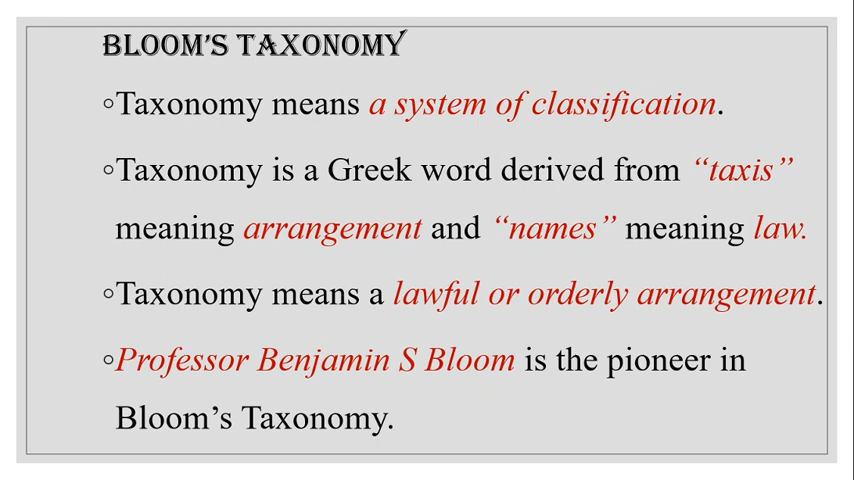 BLOOM’S TAXONOMY
◦Taxonomy means a system of classification.
◦Taxonomy is a Greek word derived from “taxis”
meaning arrangement and “names” meaning law.
◦Taxonomy means a lawful or orderly arrangement.
◦Professor Benjamin S Bloom is the pioneer in
Bloom’s Taxonomy.